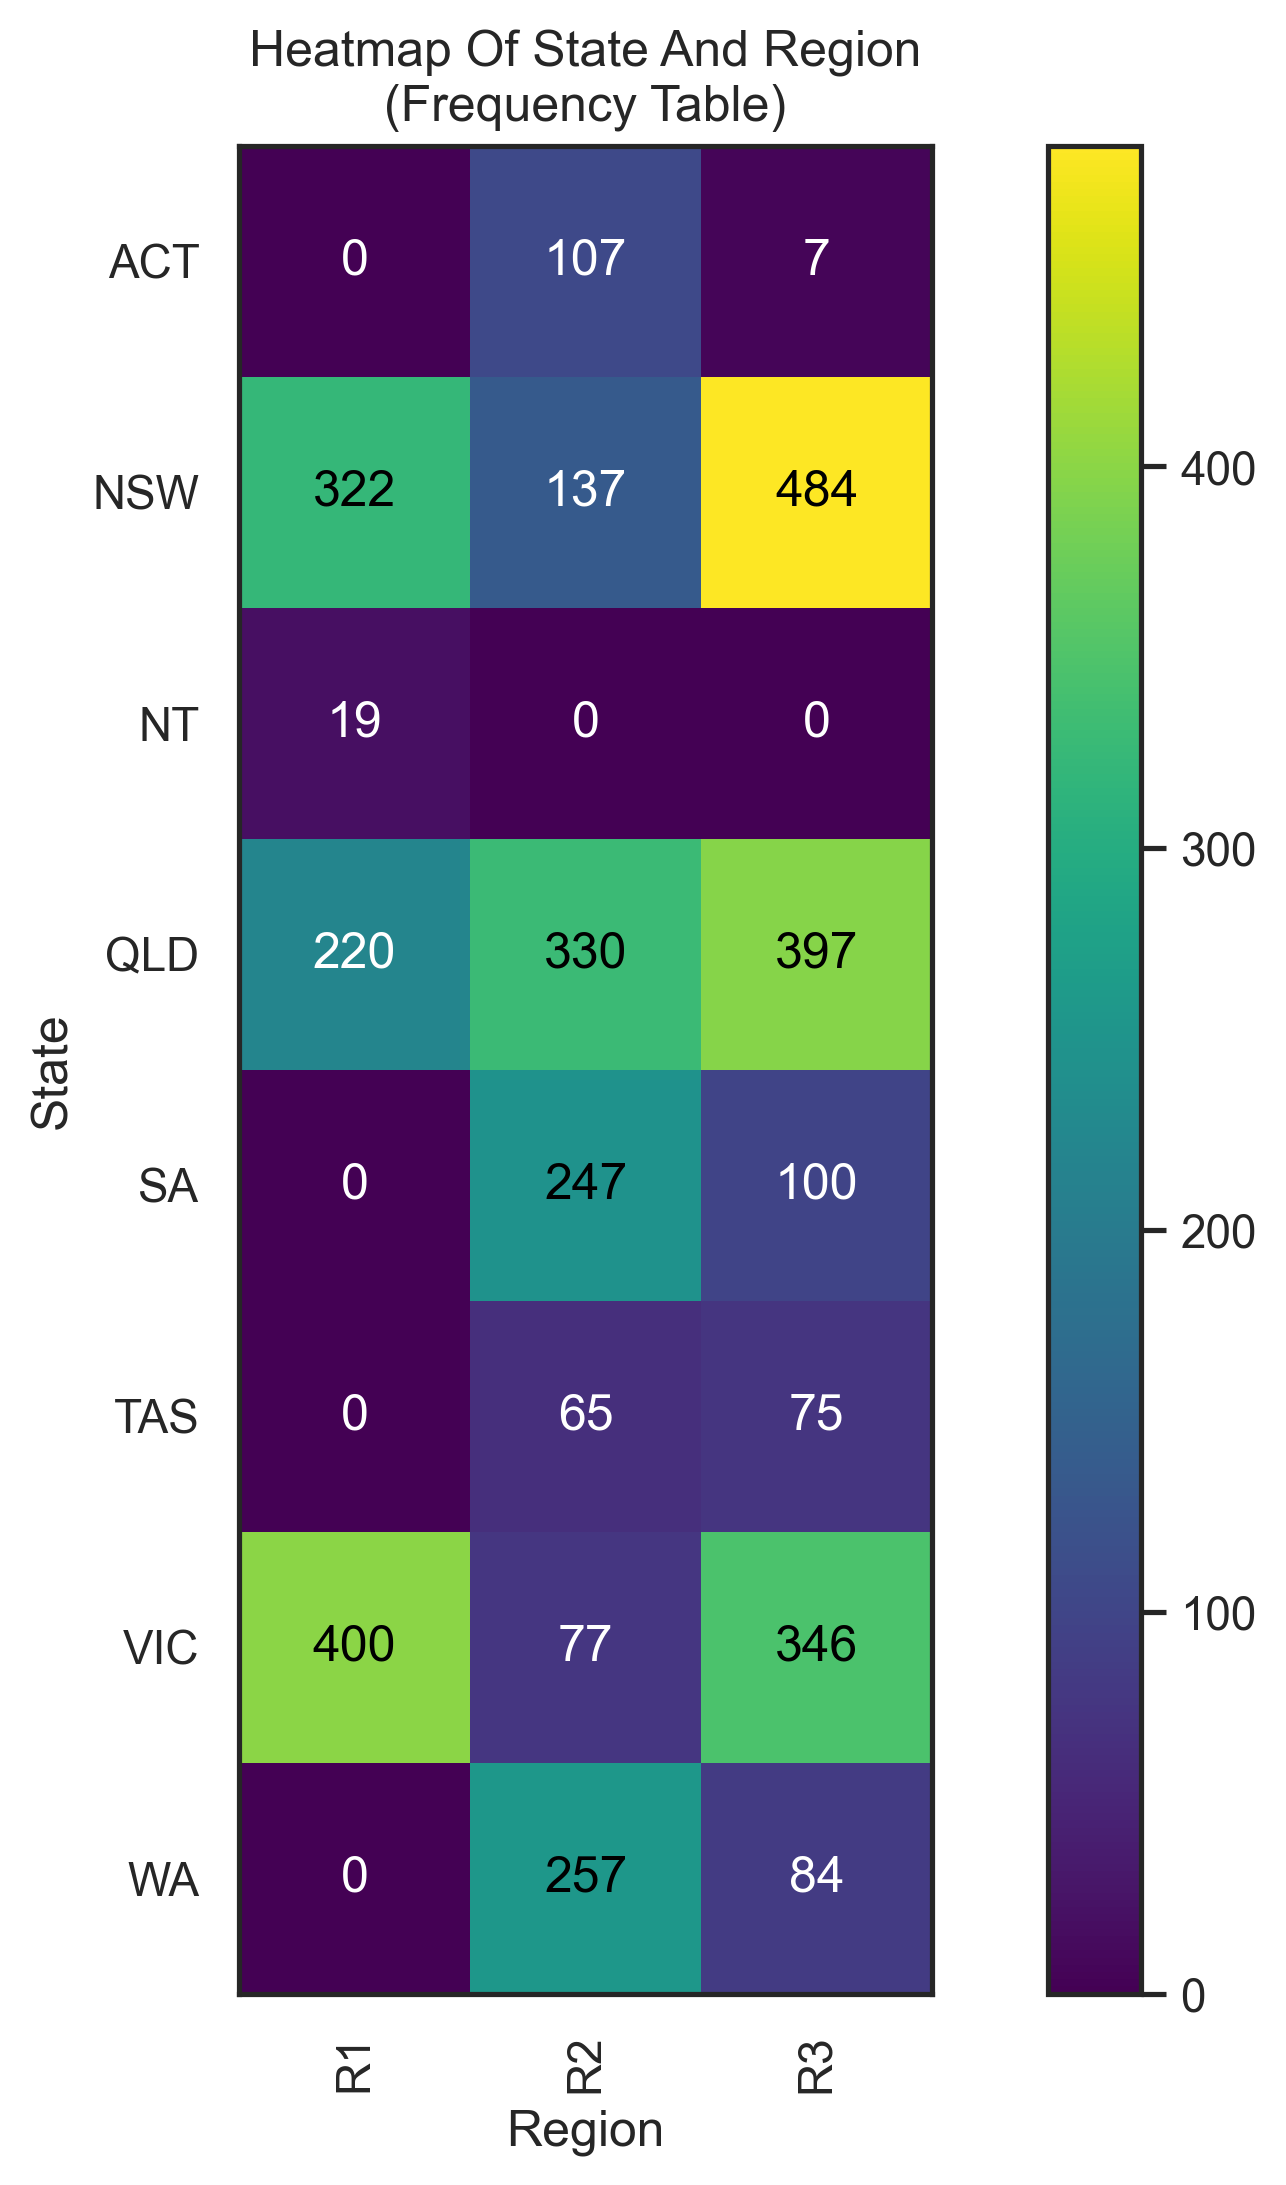 Heatmap Of State And Region
(Frequency Table)
ACT 0 107 7
NSW 322 137 484
NT 19 0 0
QLD 220 330 397
SA 0 247 100
TAS 0 65 75
VIC 400 77 346
WA 0 257 84
R1 R2 R3
Region
State
400
300
200
100
0